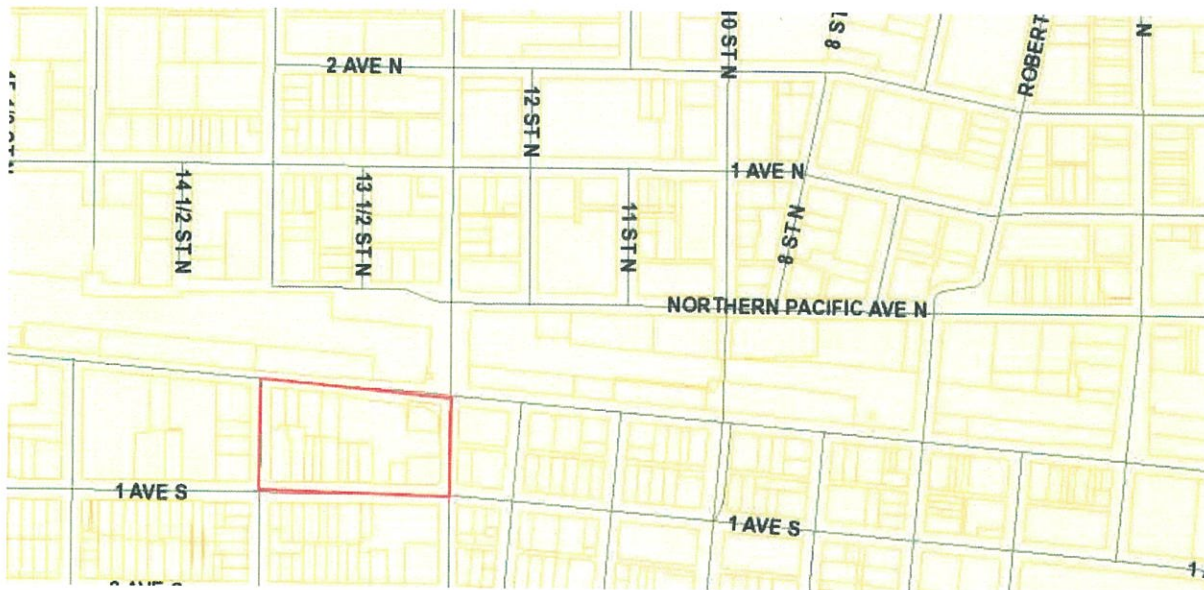 10 ST N
ROBERT
N
2 AVE N
12 ST N
1 AVE N
14 1/2 ST N
13 1/2 ST N
11 ST N
8 ST N
NORTHERN PACIFIC AVE N
1 AVE S
1 AVE S